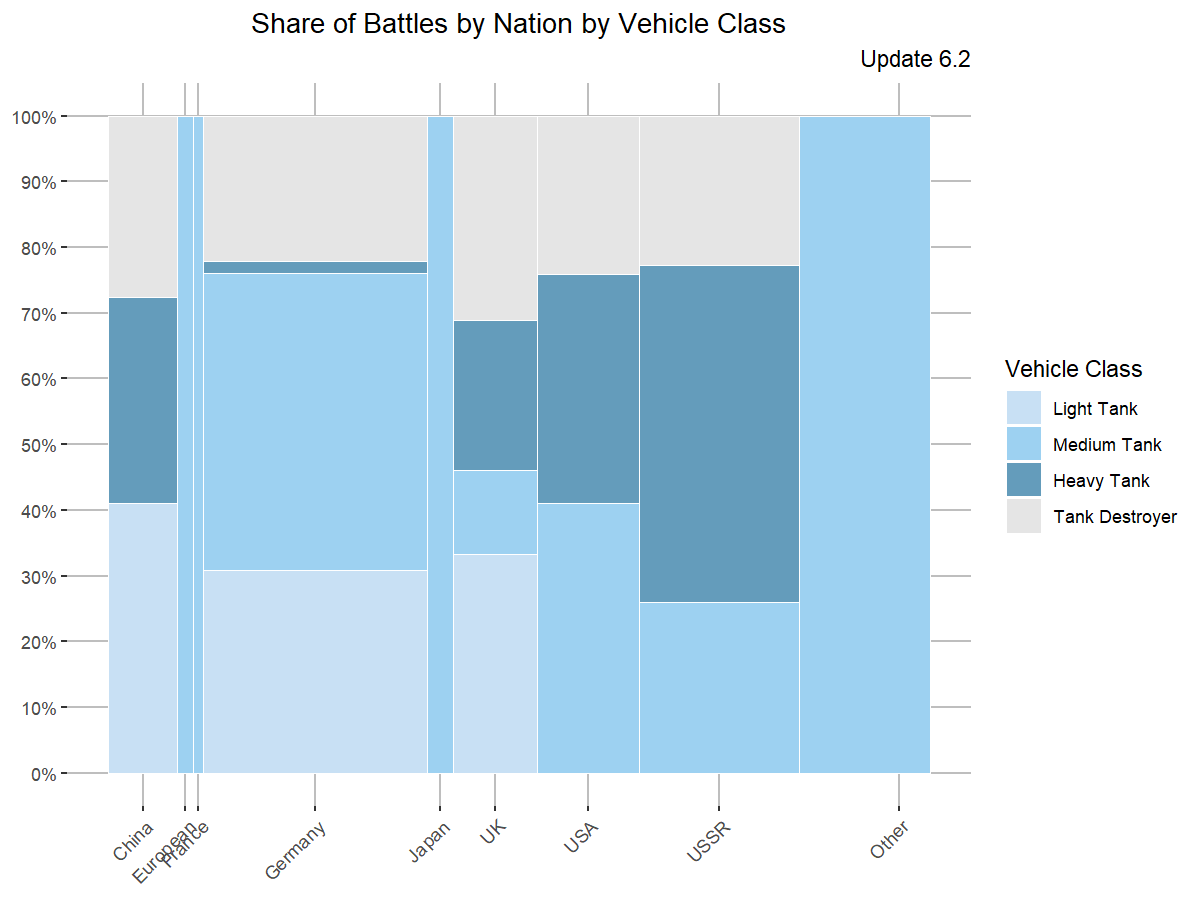 Share of Battles by Nation by Vehicle Class
Update 6.2
100%
90%
80%
70%
60%
50%
40%
30%
20%
10%
0%
China
European
France
Germany
Japan
UK
USA
USSR
Other
Vehicle Class
Light Tank
Medium Tank
Heavy Tank
Tank Destroyer